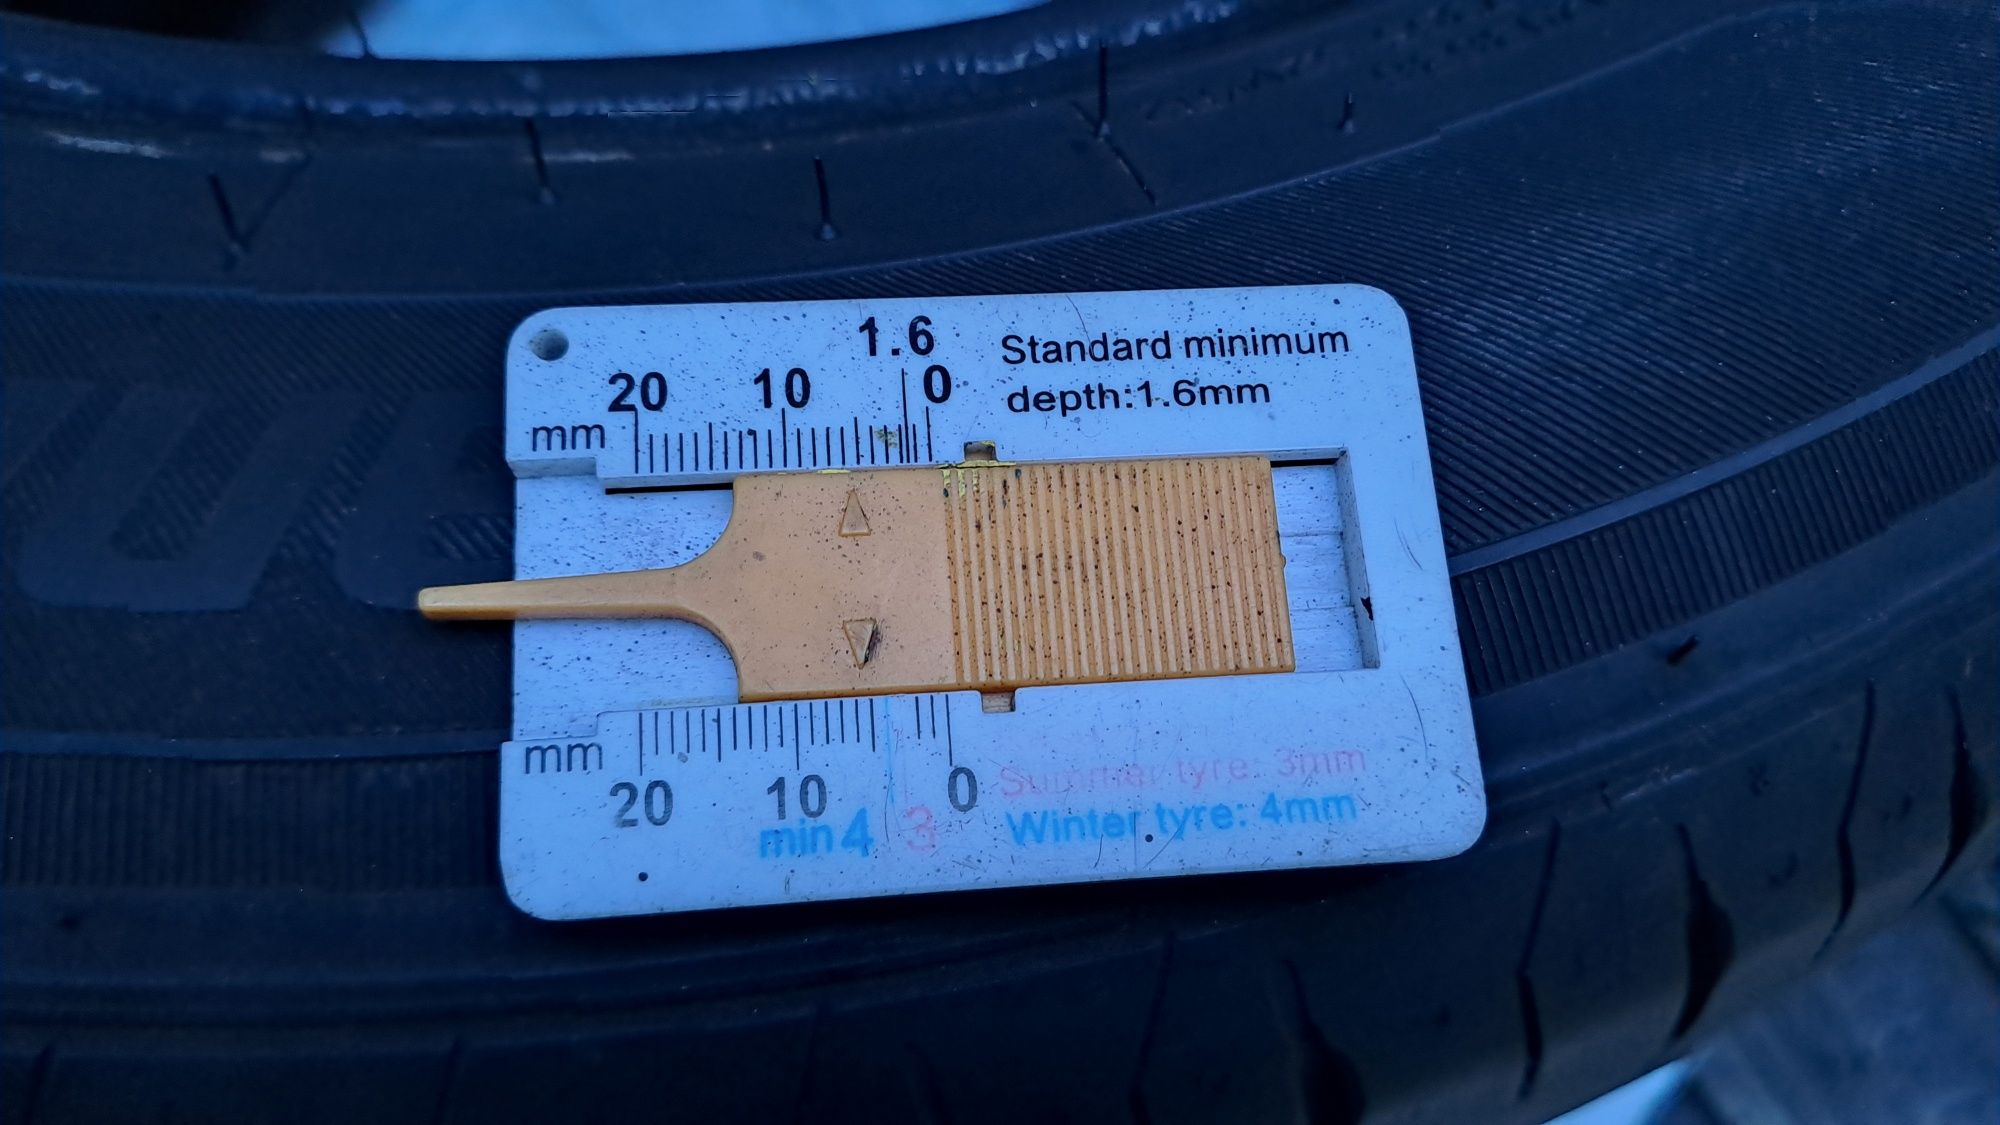 1.6
20 10 0
mm
Standard minimum
depth:1.6mm
mm
20 10 0
min 4 3
Summer tyre: 3mm
Winter tyre: 4mm